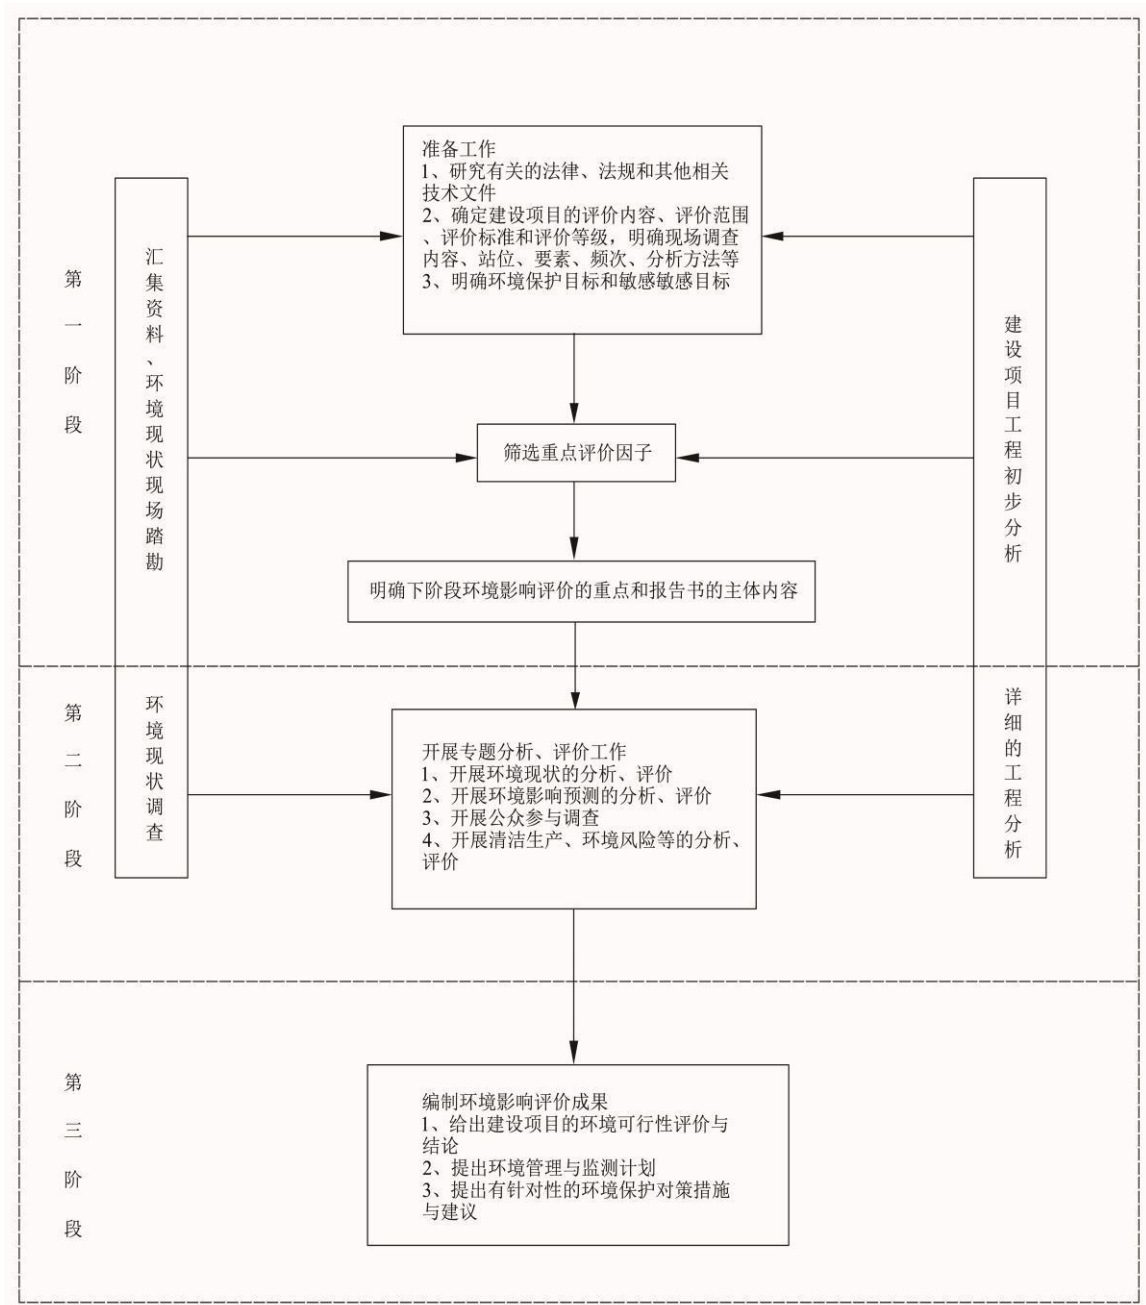 第一阶段
汇集资料、环境现状现场踏勘
准备工作
1、研究有关的法律、法规和其他相关
技术文件
2、确定建设项目的评价内容、评价范围
、评价标准和评价等级，明确现场调查
内容、站位、要素、频次、分析方法等
3、明确环境保护目标和敏感敏感目标
建设项目工程初步分析
筛选重点评价因子
明确下阶段环境影响评价的重点和报告书的主体内容
第二阶段
环境现状调查
开展专题分析、评价工作
1、开展环境现状的分析、评价
2、开展环境影响预测的分析、评价
3、开展公众参与调查
4、开展清洁生产、环境风险等的分析、
评价
详细的工程分析
第三阶段
编制环境影响评价成果
1、给出建设项目的环境可行性评价与
结论
2、提出环境管理与监测计划
3、提出有针对性的环境保护对策措施
与建议